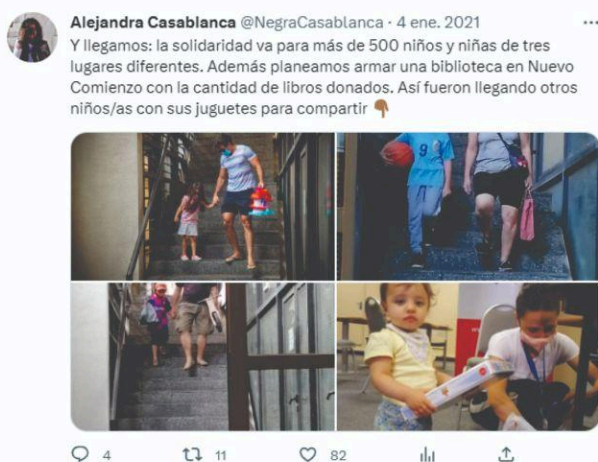 Alejandra Casablanca @NegraCasablanca · 4 ene. 2021
Y llegamos: la solidaridad va para más de 500 niños y niñas de tres
lugares diferentes. Además planeamos armar una biblioteca en Nuevo
Comienzo con la cantidad de libros donados. Así fueron llegando otros
niños/as con sus juguetes para compartir 👇🏾
9
4 11 82